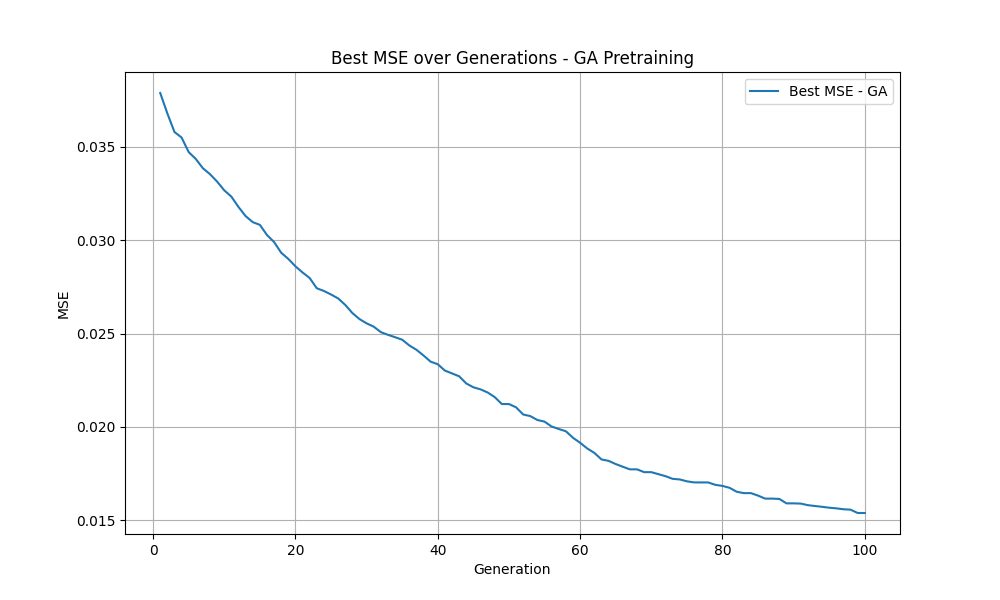 Best MSE over Generations - GA Pretraining
Best MSE - GA
0.035
0.030
0.025
0.020
0.015
MSE
0 20 40 60 80 100
Generation